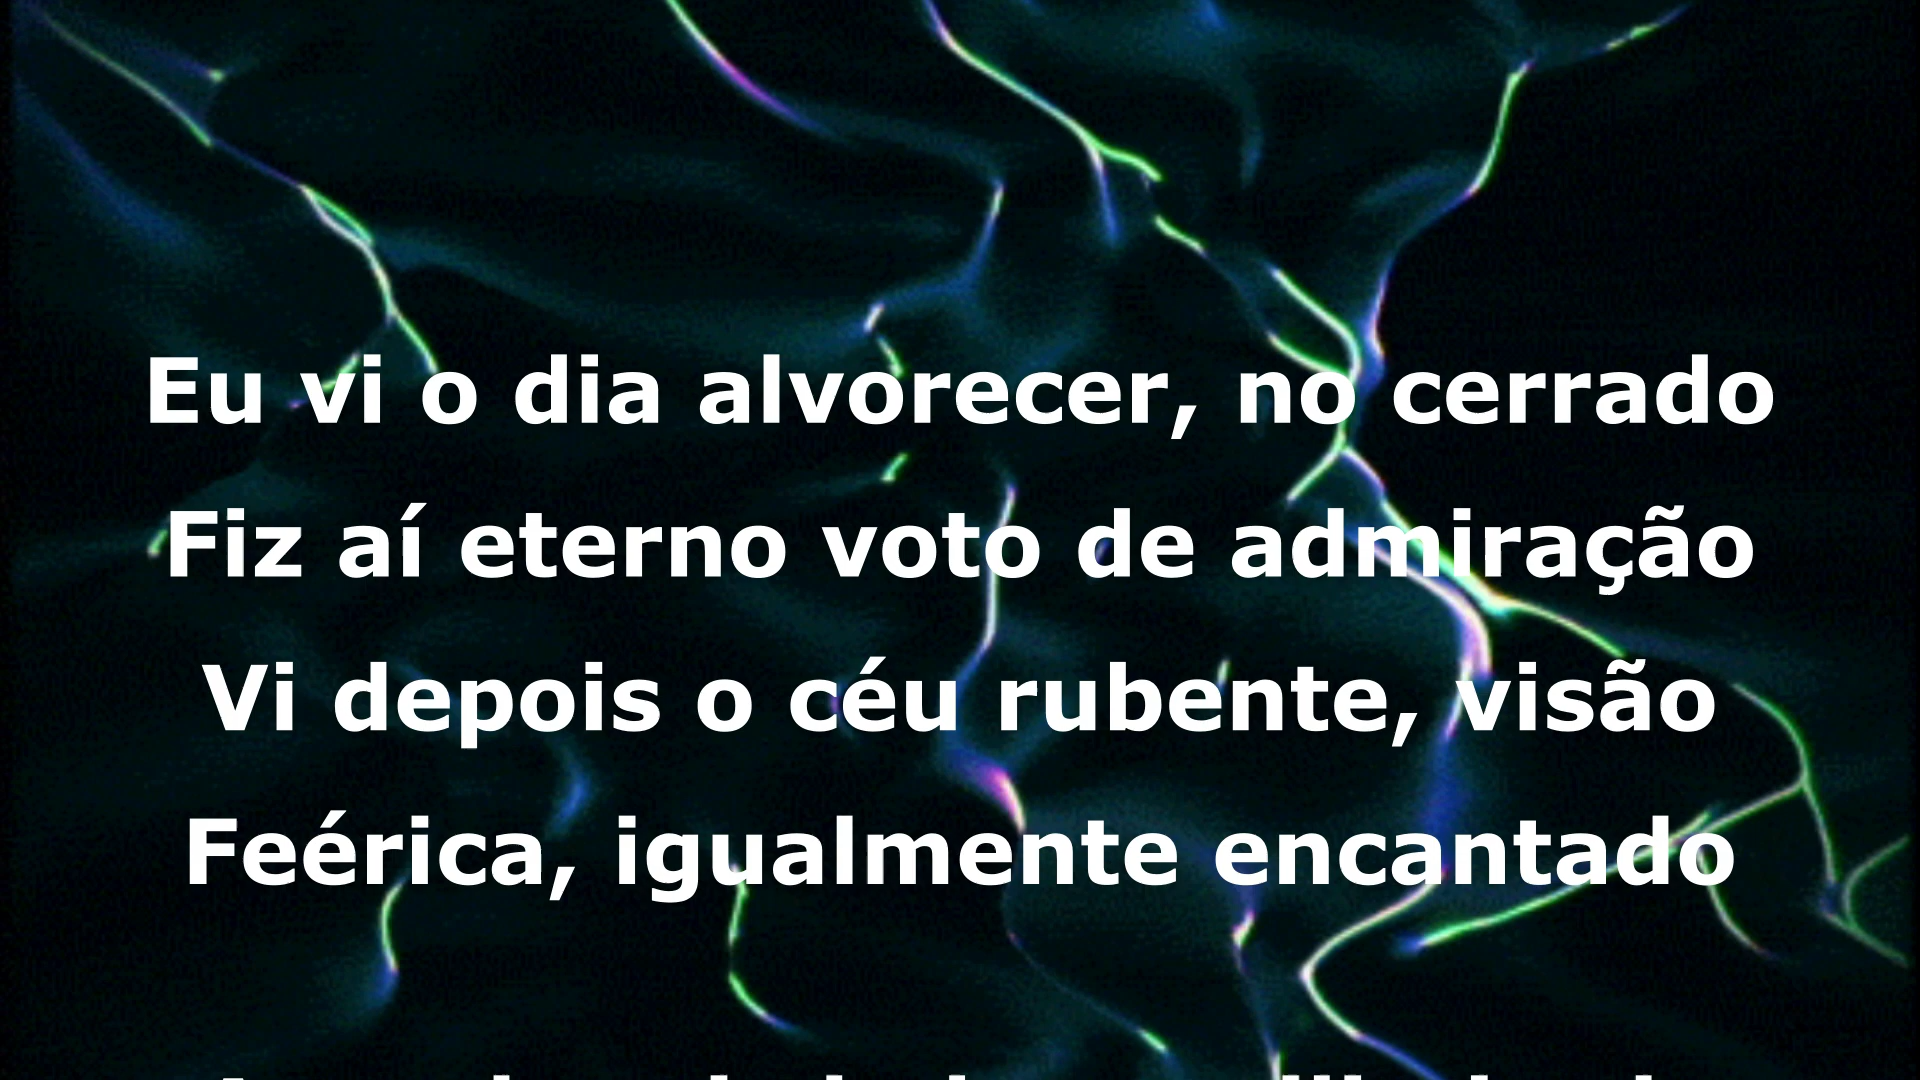 Eu vi o dia alvorecer, no cerrado
Fiz aí eterno voto de admiração
Vi depois o céu rubente, visão
Feérica, igualmente encantado